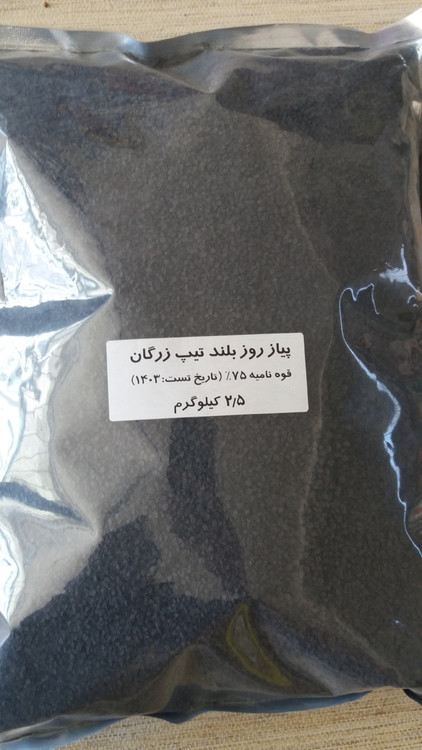 پیاز روز بلند تیپ زرگان
قوه نامیه ۷۵٪ (تاریخ تست: ۱۴۰۳)
۲٫۵ کیلوگرم